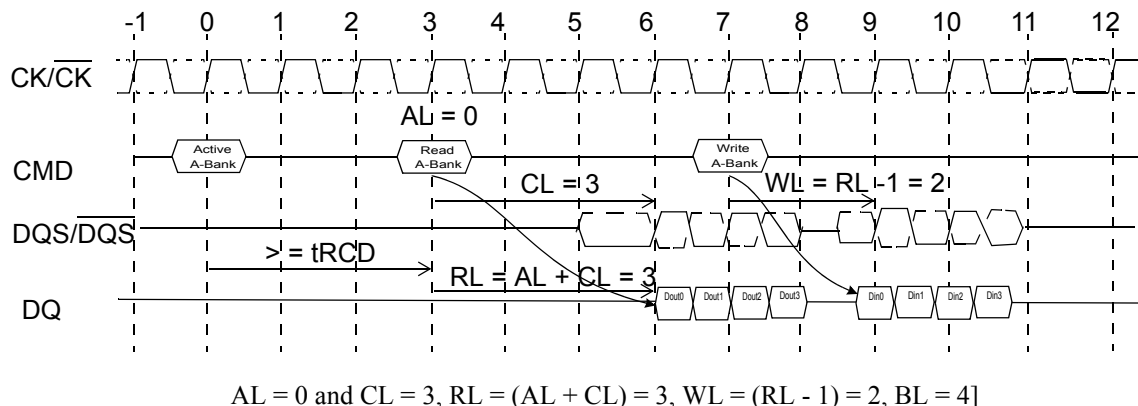 -1 0 1 2 3 4 5 6 7 8 9 10 11 12
CK/CK
AL = 0
Active
A-Bank
Read
A-Bank
Write
A-Bank
CMD
CL = 3
WL = RL -1 = 2
DQS/DQS
> = tRCD
RL = AL + CL = 3
DQ
Dout0 Dout1 Dout2 Dout3 Din0 Din1 Din2 Din3
AL = 0 and CL = 3, RL = (AL + CL) = 3, WL = (RL - 1) = 2, BL = 4]